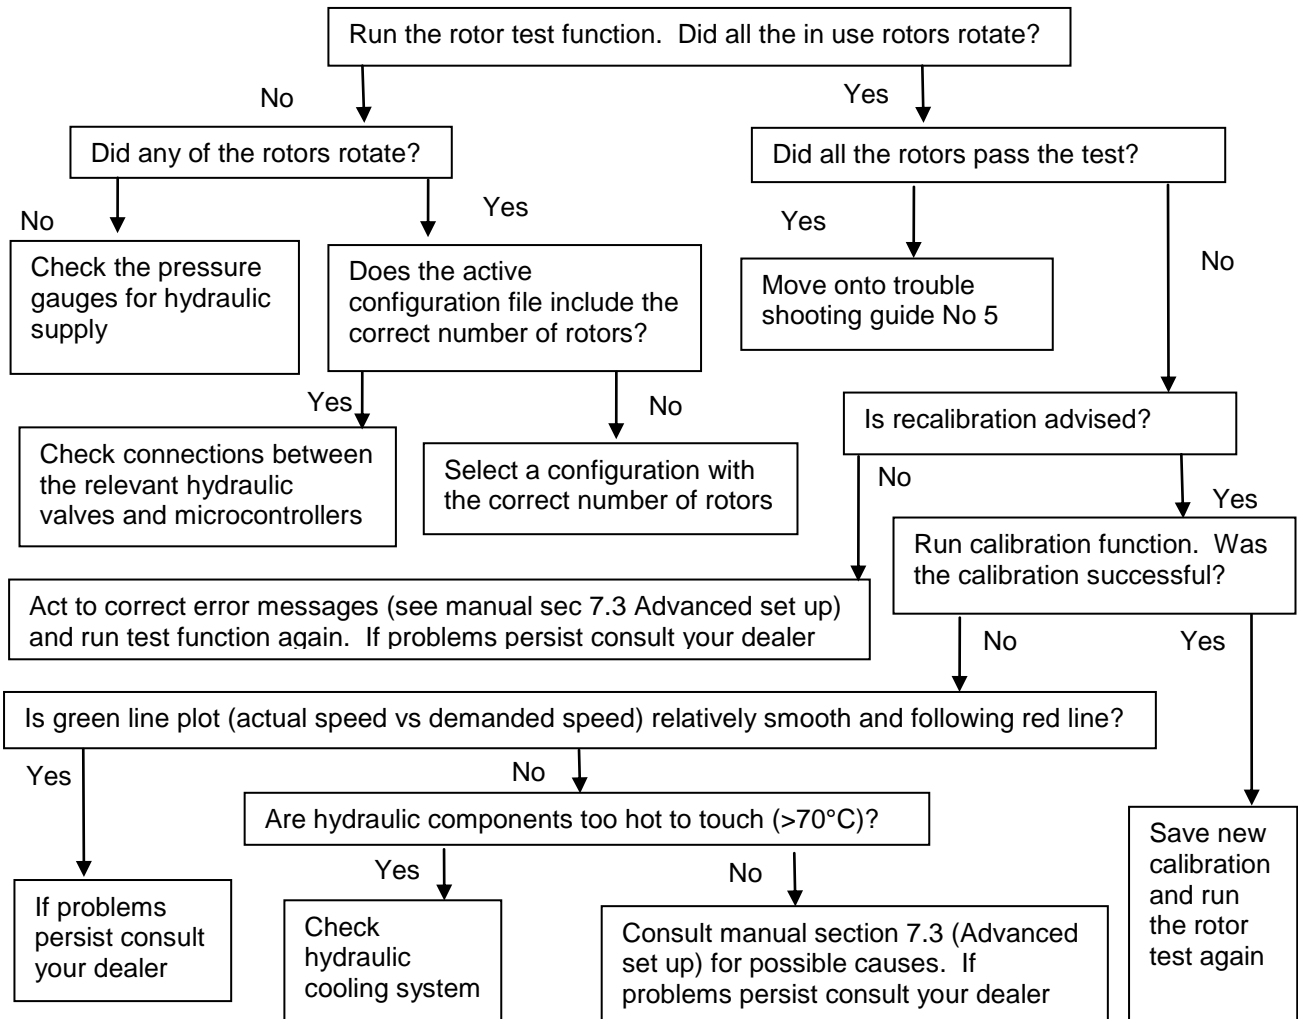 Run the rotor test function.  Did all the in use rotors rotate?
No
Yes
Did any of the rotors rotate?
Did all the rotors pass the test?
No
Yes
Yes
No
Check the pressure
gauges for hydraulic
supply
Does the active
configuration file include the
correct number of rotors?
Move onto trouble
shooting guide No 5
Yes
No
Is recalibration advised?
Check connections between
the relevant hydraulic
valves and microcontrollers
Select a configuration with
the correct number of rotors
No
Yes
Run calibration function.  Was
the calibration successful?
Act to correct error messages (see manual sec 7.3 Advanced set up)
and run test function again.  If problems persist consult your dealer
No
Yes
Is green line plot (actual speed vs demanded speed) relatively smooth and following red line?
Yes
No
Are hydraulic components too hot to touch (>70°C)?
Save new
calibration
and run
the rotor
test again
Yes
No
If problems
persist consult
your dealer
Check
hydraulic
cooling system
Consult manual section 7.3 (Advanced
set up) for possible causes.  If
problems persist consult your dealer